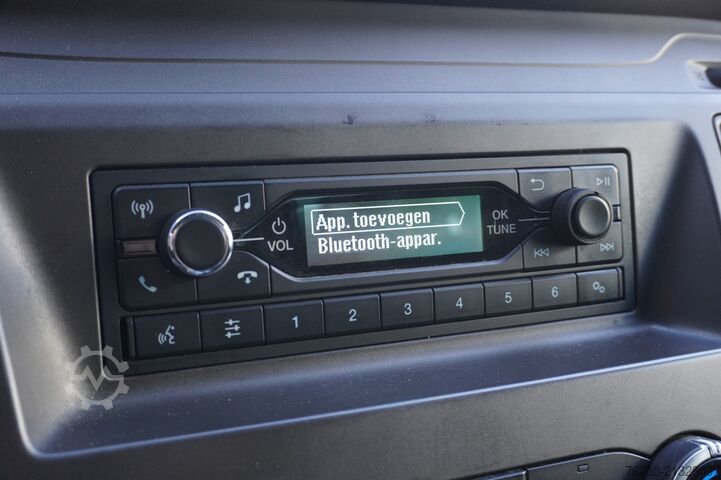 App. toevoegen
Bluetooth-appar.
VOL
OK
TUNE
1 2 3 4 5 6